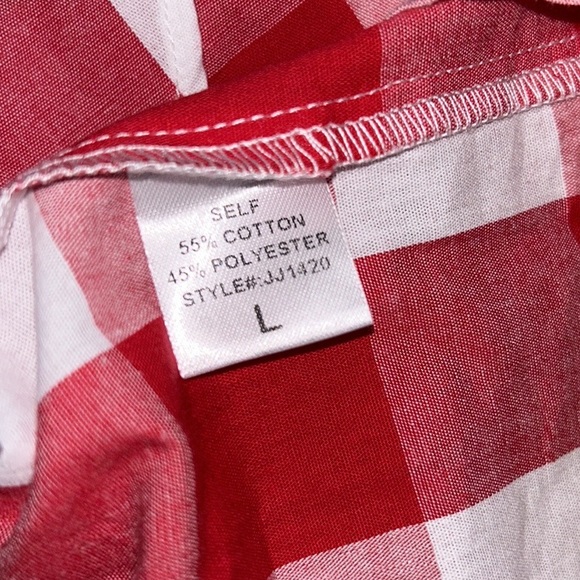 SELF
55% COTTON
45% POLYESTER
STYLE#:JJ1420
L